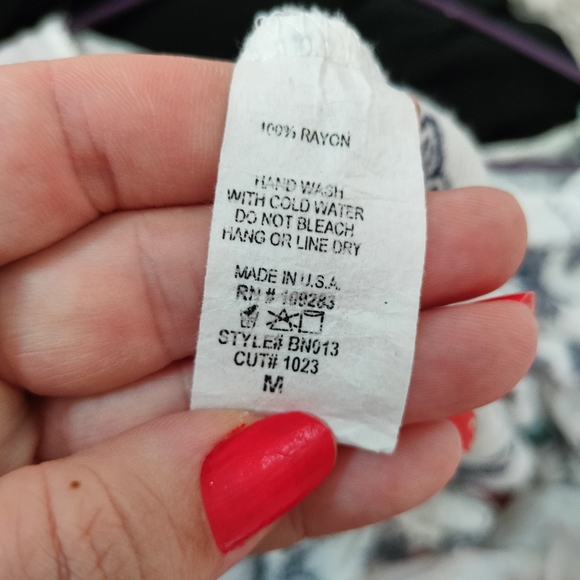 100% RAYON
HAND WASH
WITH COLD WATER
DO NOT BLEACH
HANG OR LINE DRY
MADE IN U.S.A.
RN # 109283
STYLE# BN013
CUT# 1023
M